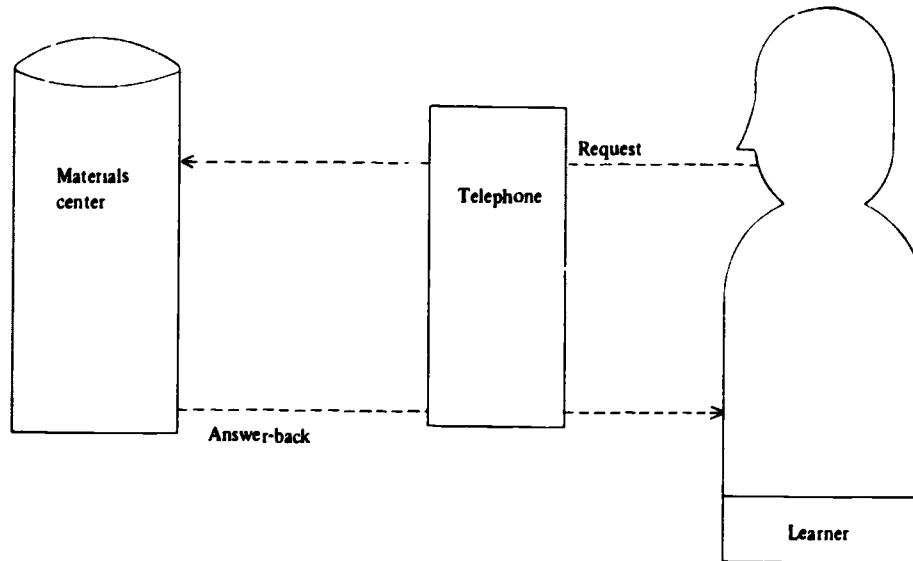 Materials
center
Telephone
Request
Answer-back
Learner